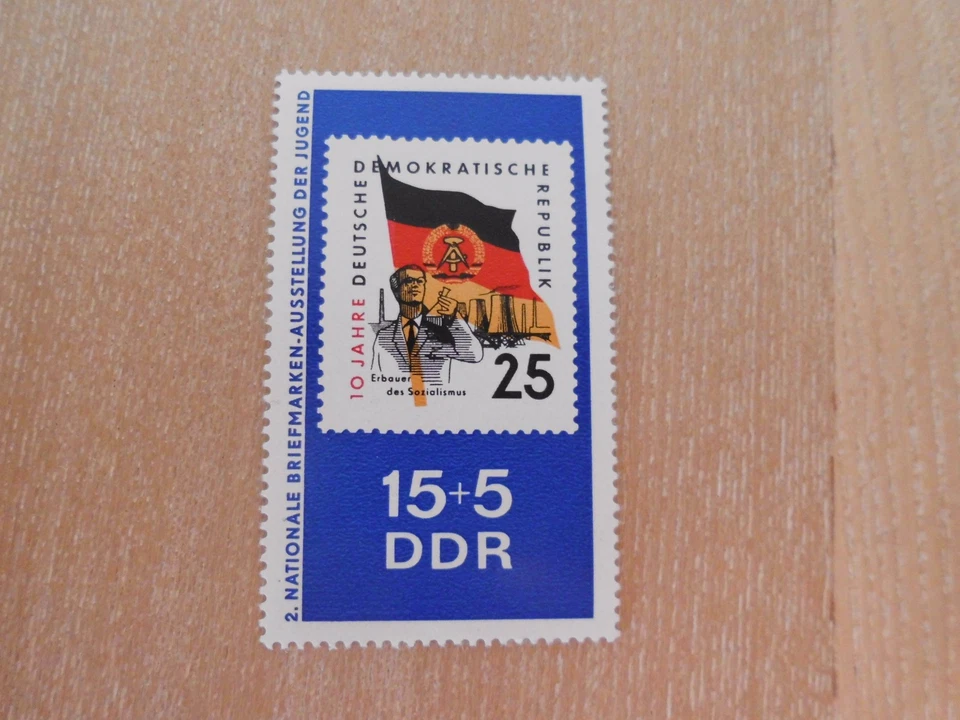 2. NATIONALE BRIEFMARKEN-AUSSTELLUNG DER JUGEND
10 JAHRE DEUTSCHE
DEMOKRATISCHE
REPUBLIK
Erbauer
des Sozialismus
25
15+5
DDR